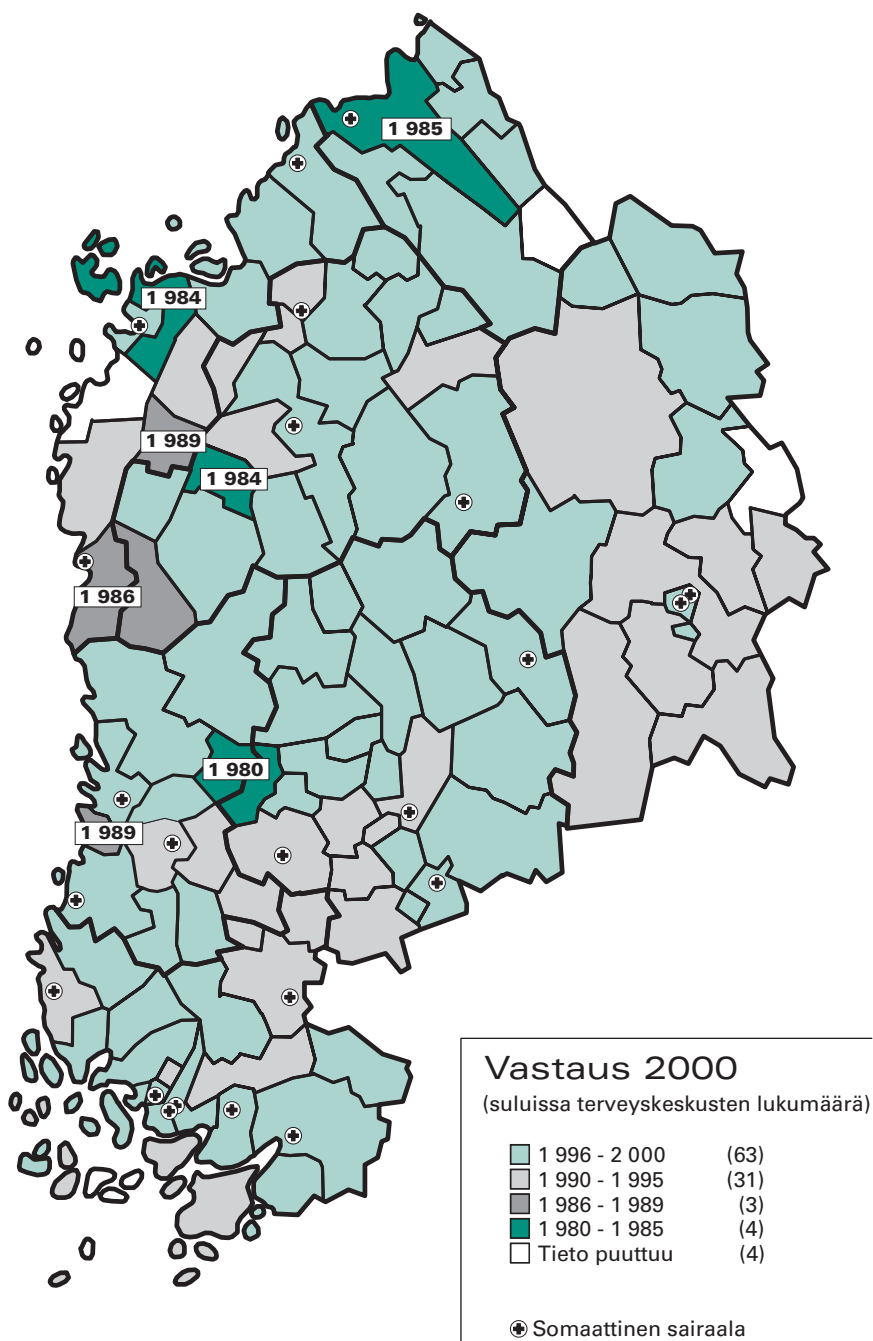 1 985
1 984
1 989
1 984
1 986
1 980
1 989
Vastaus 2000
(suluissa terveyskeskusten lukumäärä)
1 996 - 2 000 (63)
1 990 - 1 995 (31)
1 986 - 1 989 (3)
1 980 - 1 985 (4)
Tieto puuttuu (4)
Somaattinen sairaala